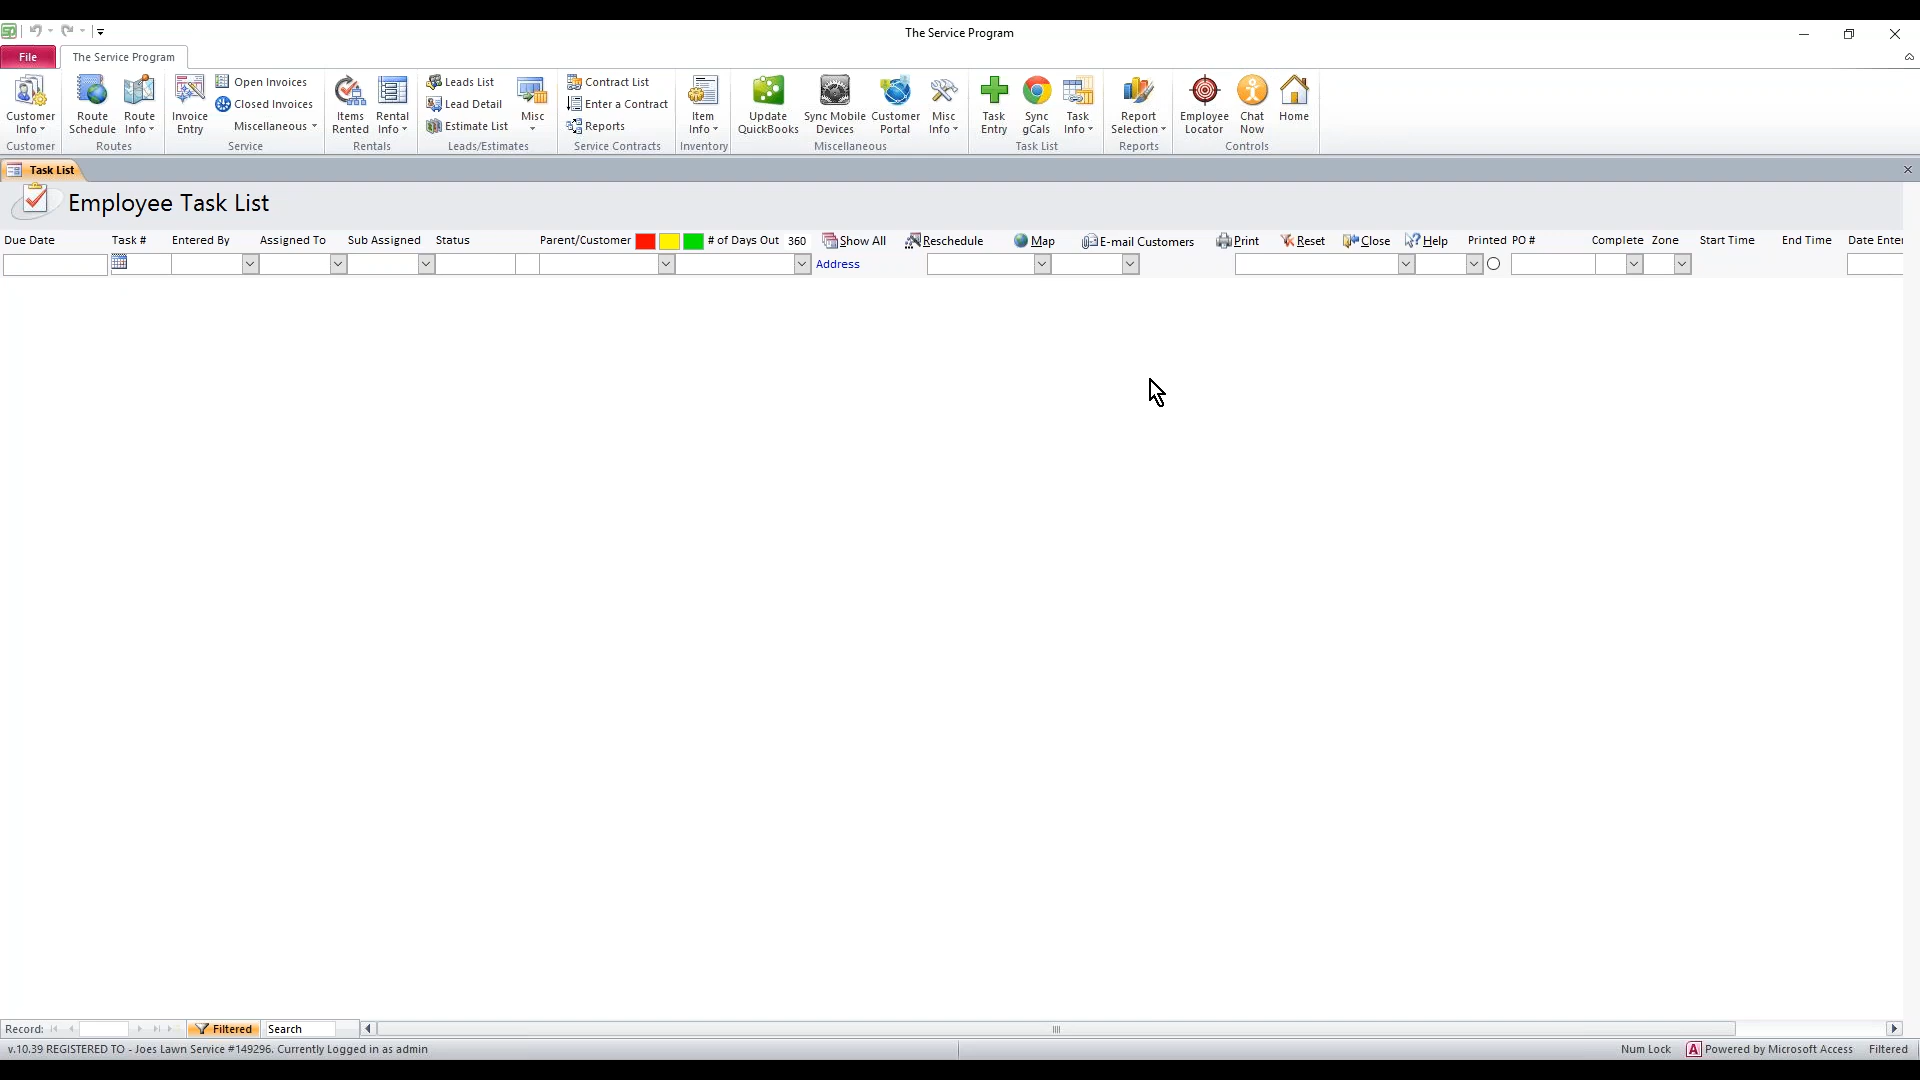 The Service Program
File The Service Program
Customer Info Route Schedule Route Info Invoice Entry Open Invoices Closed Invoices Miscellaneous Items Rented Rental Info Leads List Lead Detail Estimate List Misc Contract List Enter a Contract Reports Item Info Update QuickBooks Sync Mobile Devices Customer Portal Misc Info Task Entry Sync gCals Task Info Report Selection Employee Locator Chat Now Home
Customer Routes Service Rentals Leads/Estimates Service Contracts Inventory Miscellaneous Task List Reports Controls
Task List
Employee Task List
Due Date Task # Entered By Assigned To Sub Assigned Status Parent/Customer # of Days Out 360 Show All Reschedule Map E-mail Customers Print Reset Close Help Printed PO # Complete Zone Start Time End Time Date Enter
Address
Record: Filtered Search
v.10.39 REGISTERED TO - Joes Lawn Service #149296. Currently Logged in as admin Num Lock A Powered by Microsoft Access Filtered